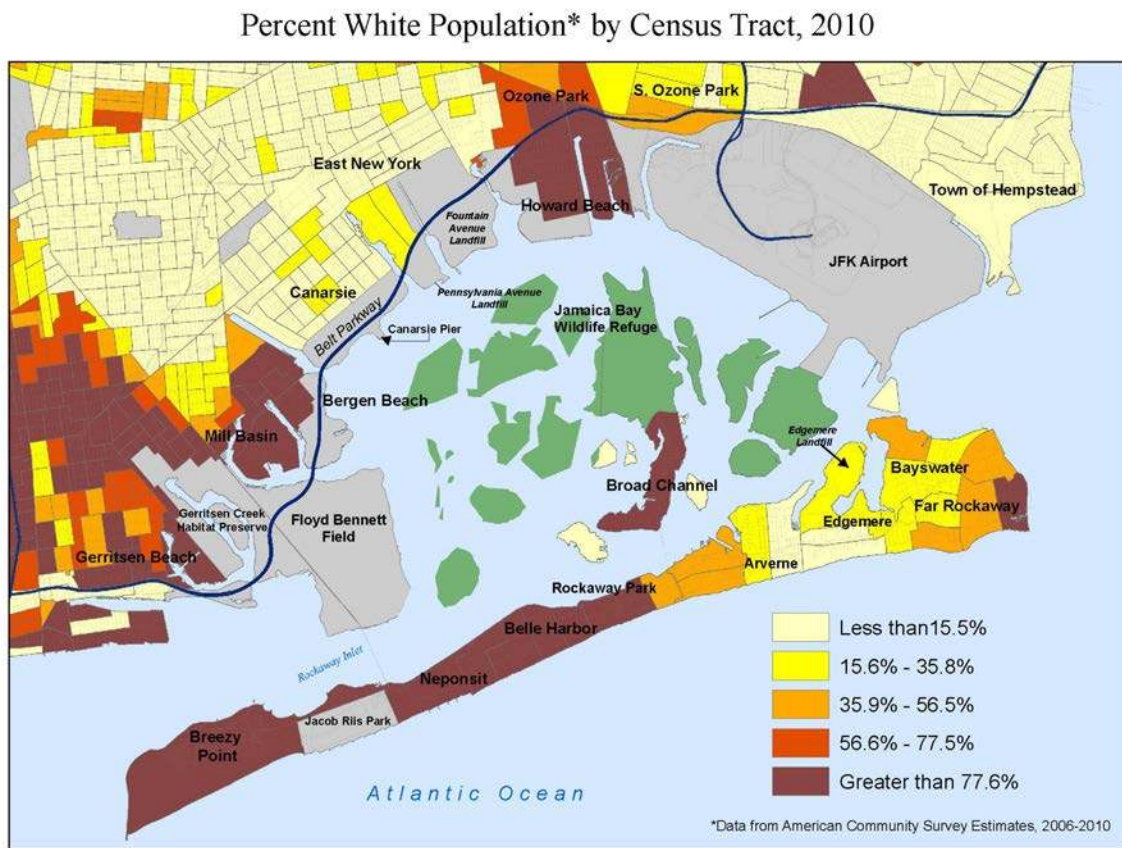 Percent White Population* by Census Tract, 2010
Ozone Park
S. Ozone Park
East New York
Town of Hempstead
Howard Beach
Fountain
Avenue
Landfill
JFK Airport
Canarsie
Pennsylvania Avenue
Landfill
Jamaica Bay
Wildlife Refuge
Belt Parkway
Canarsie Pier
Bergen Beach
Mill Basin
Edgemere
Landfill
Bayswater
Broad Channel
Far Rockaway
Gerritsen Creek
Habitat Preserve
Floyd Bennett
Field
Edgemere
Gerritsen Beach
Arverne
Rockaway Park
Belle Harbor
Rockaway Inlet
Neponsit
Jacob Riis Park
Breezy
Point
Atlantic Ocean
Less than15.5%
15.6% - 35.8%
35.9% - 56.5%
56.6% - 77.5%
Greater than 77.6%
*Data from American Community Survey Estimates, 2006-2010